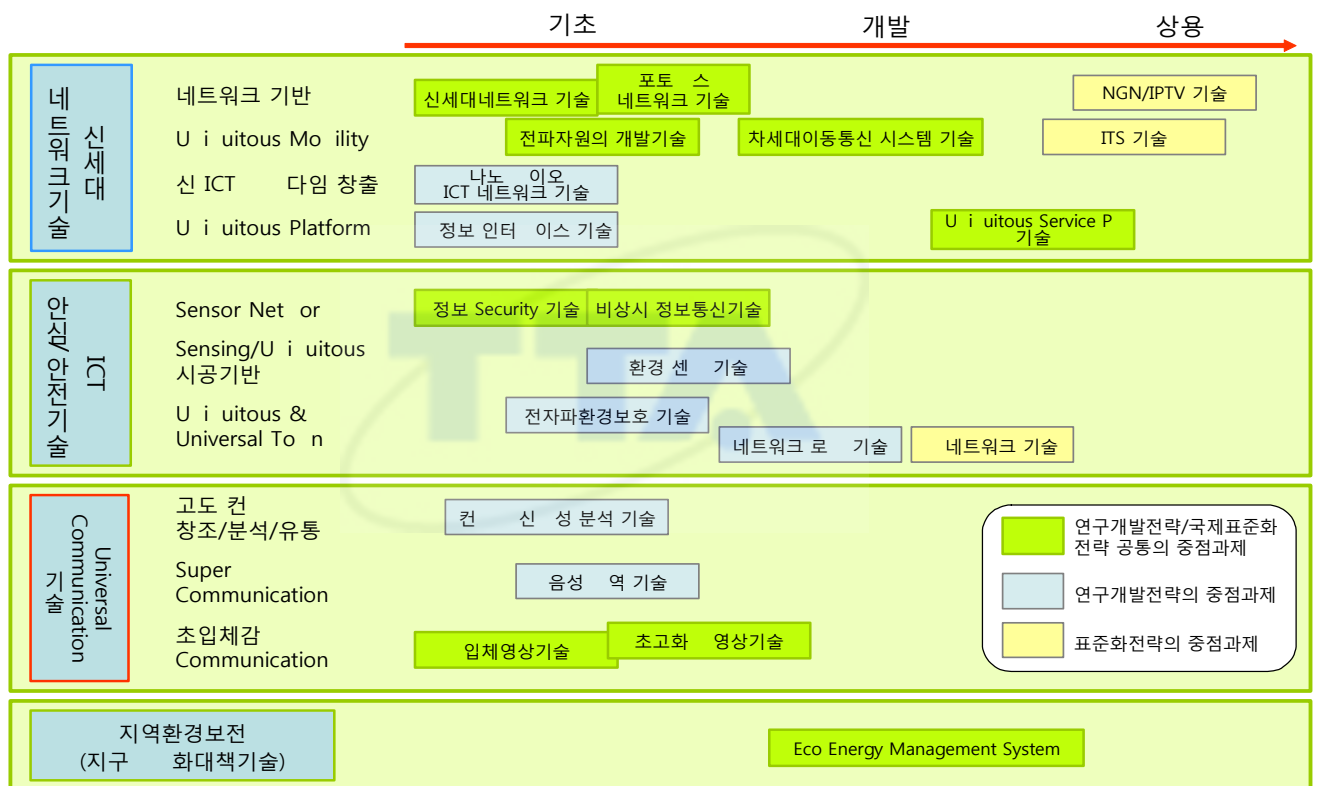 기초 개발 상용
신세대
네트워크기술
네트워크 기반
신세대네트워크 기술
포토 스
네트워크 기술
NGN/IPTV 기술
U i uitous Mo ility
전파자원의 개발기술
차세대이동통신 시스템 기술
ITS 기술
신 ICT 다임 창출
나노 이오
ICT 네트워크 기술
U i uitous Platform
정보 인터 이스 기술
U i uitous Service P
기술
ICT
안심/안전기술
Sensor Net or
정보 Security 기술
비상시 정보통신기술
Sensing/U i uitous
시공기반
환경 센 기술
U i uitous &
Universal To n
전자파환경보호 기술
네트워크 로 기술
네트워크 기술
TTA
Universal
Communication
기술
고도 컨
창조/분석/유통
컨 신 성 분석 기술
Super
Communication
음성 역 기술
초입체감
Communication
입체영상기술
초고화 영상기술
연구개발전략/국제표준화
전략 공통의 중점과제
연구개발전략의 중점과제
표준화전략의 중점과제
지역환경보전
(지구 화대책기술)
Eco Energy Management System